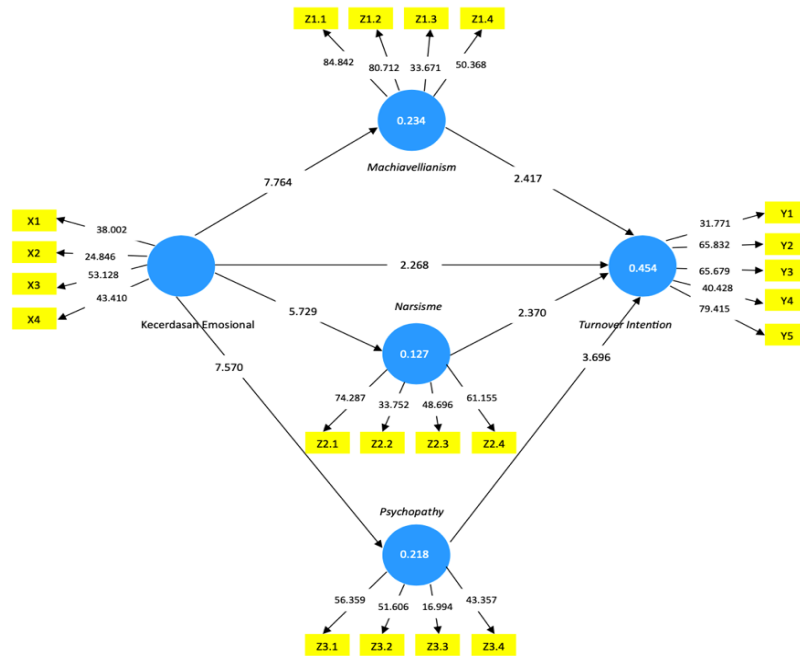 Z1.1 Z1.2 Z1.3 Z1.4
84.842 80.712 33.671 50.368
0.234
Machiavellianism
7.764 2.417
X1 38.002
X2 24.846
X3 53.128
X4 43.410
Kecerdasan Emosional
2.268
5.729
Narsisme
2.370
0.127
7.570
74.287 33.752 48.696 61.155
Z2.1 Z2.2 Z2.3 Z2.4
0.454
Turnover Intention
31.771 Y1
65.832 Y2
65.679 Y3
40.428 Y4
79.415 Y5
3.696
Psychopathy
0.218
56.359 51.606 16.994 43.357
Z3.1 Z3.2 Z3.3 Z3.4